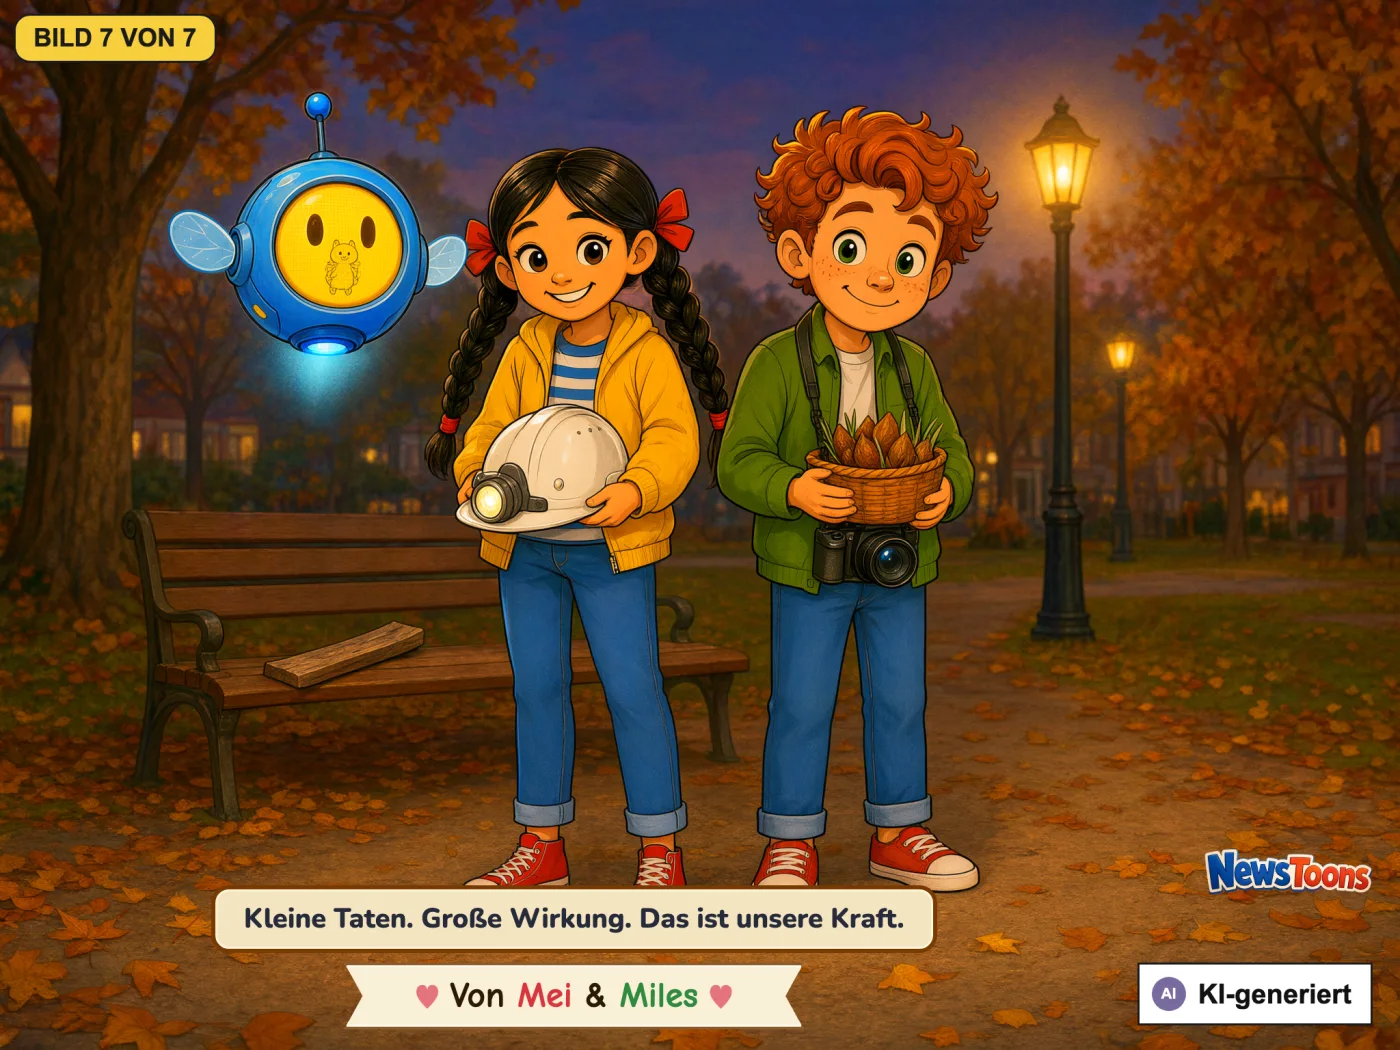 BILD 7 VON 7
Kleine Taten. Große Wirkung. Das ist unsere Kraft.
Von Mei & Miles
NewsToons
AI KI-generiert